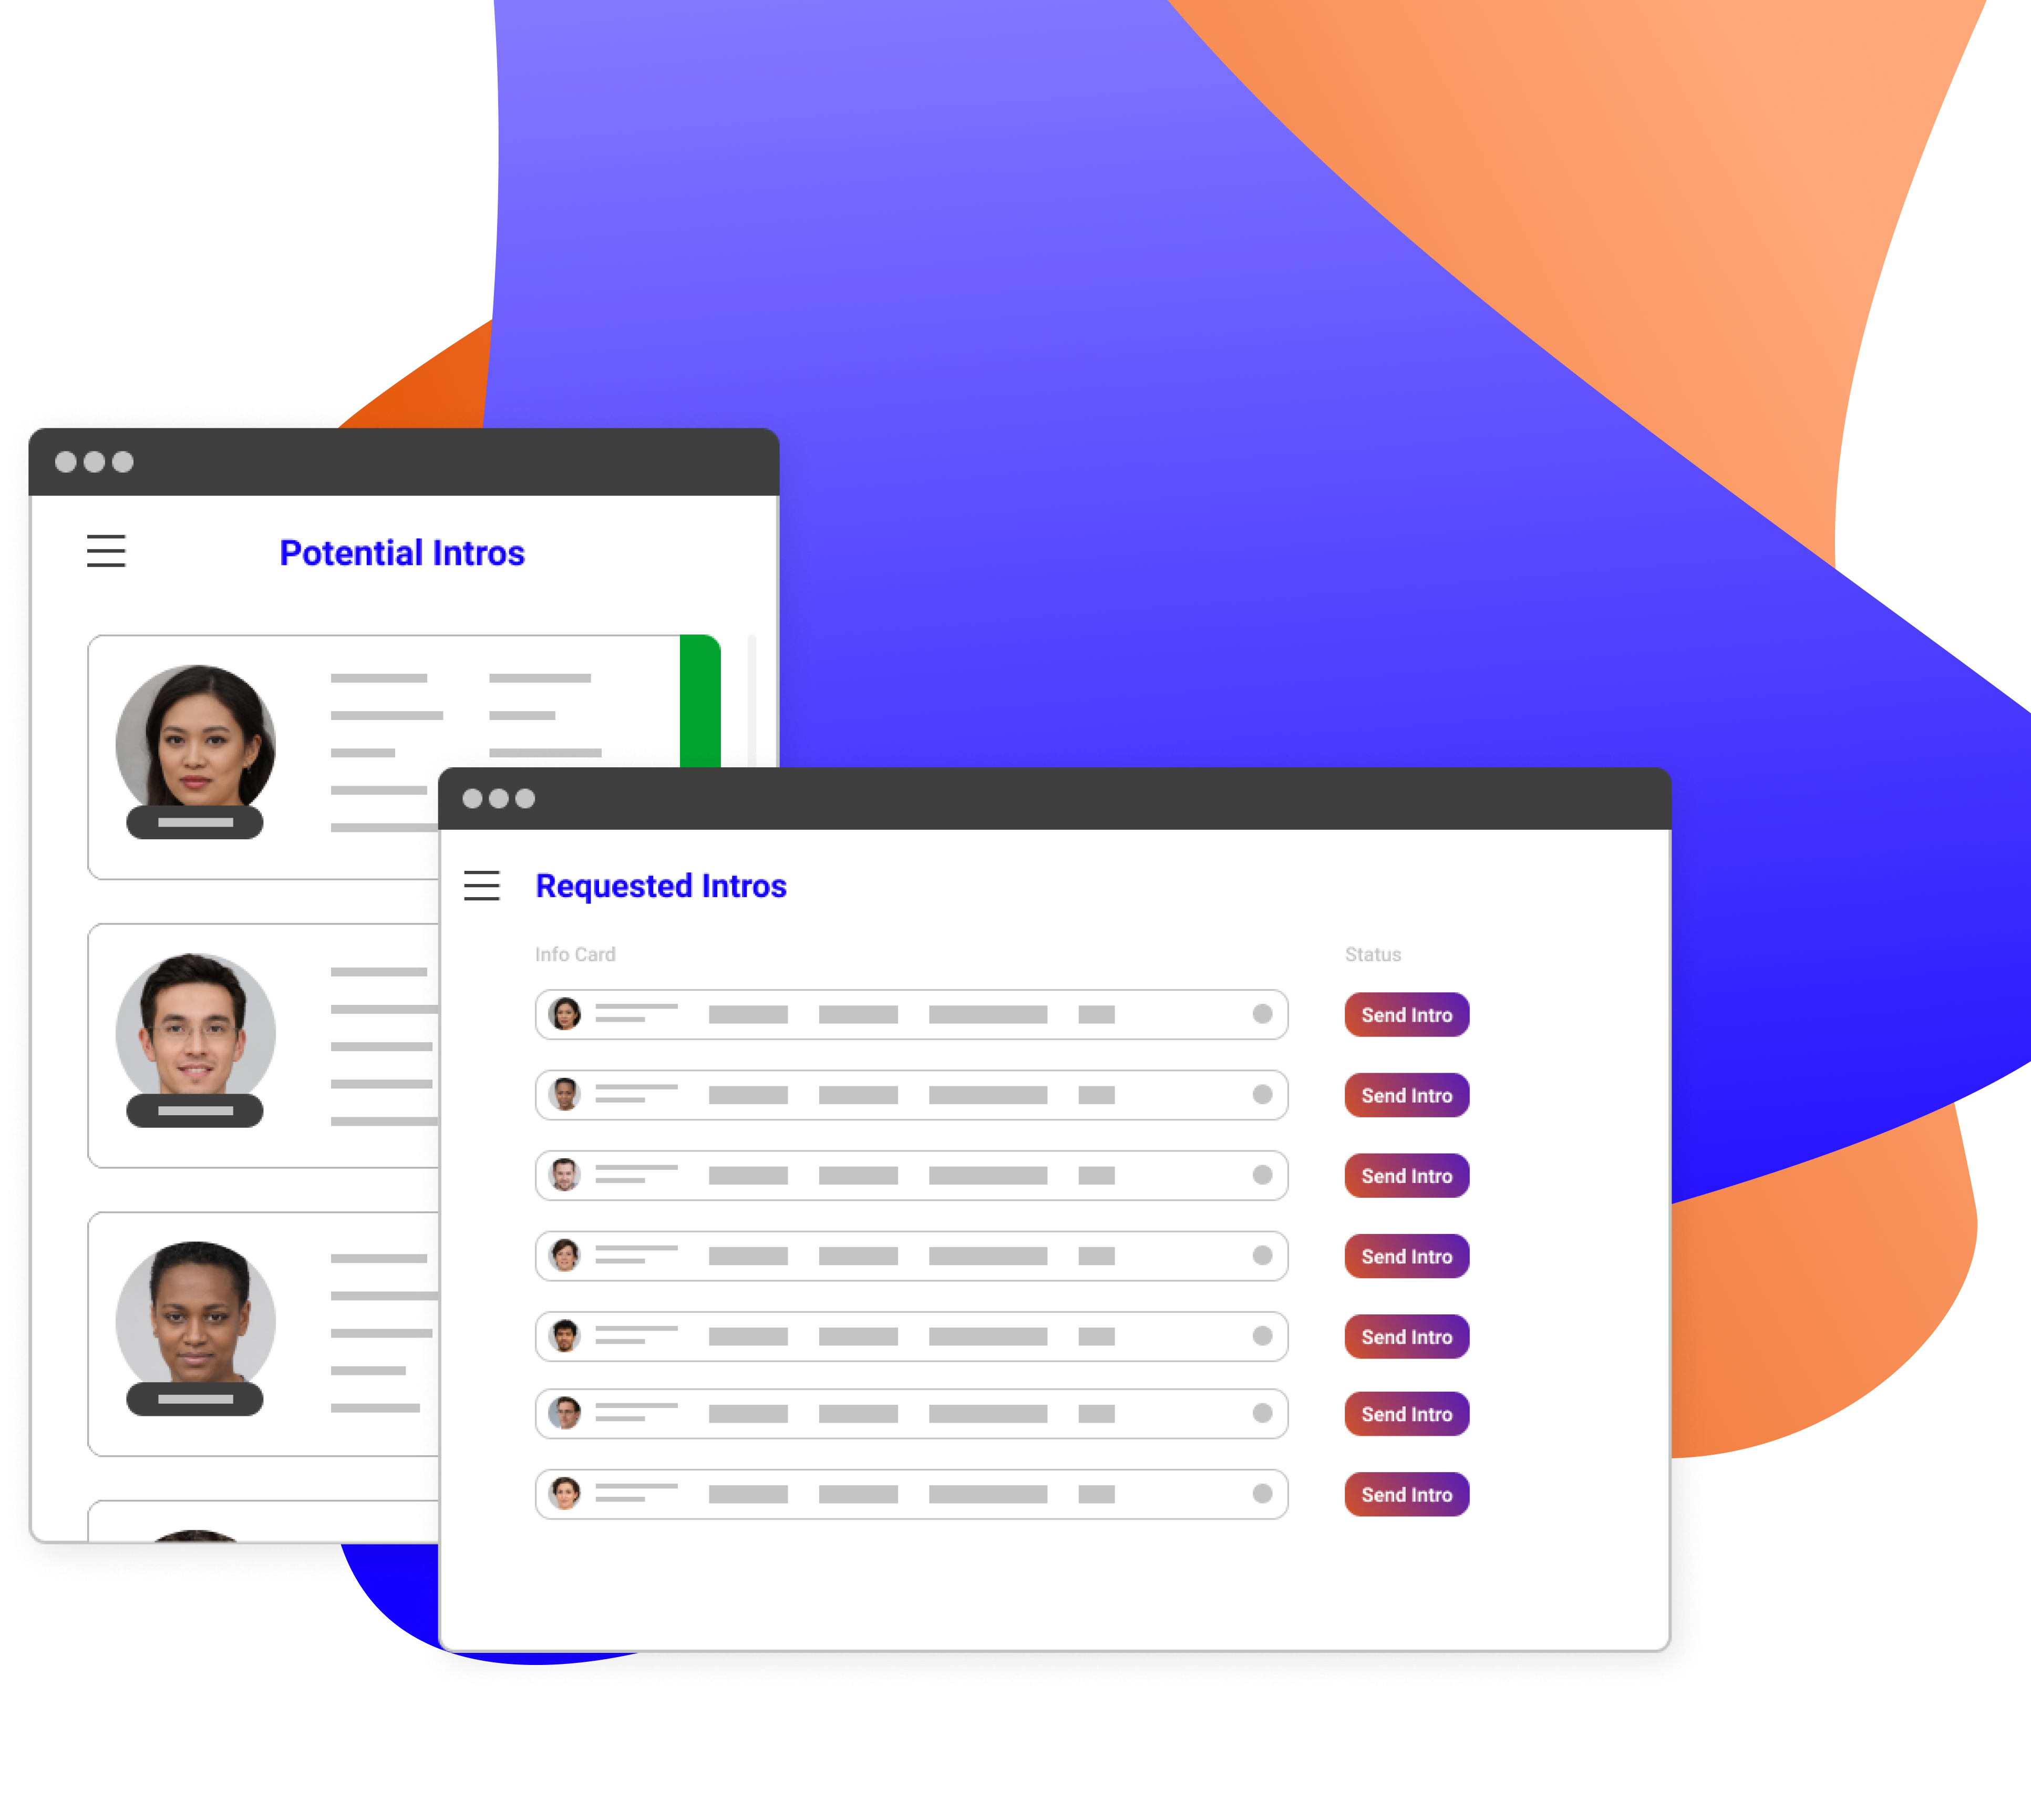 Potential Intros
Requested Intros
Info Card
Status
Send Intro
Send Intro
Send Intro
Send Intro
Send Intro
Send Intro
Send Intro